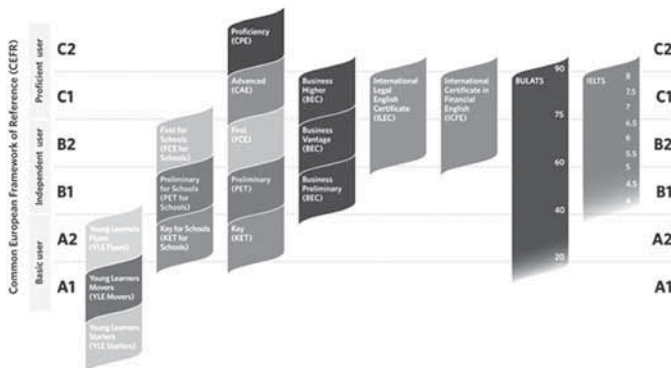 Common European Framework of Reference (CEFR)
Proficient user
Independent user
Basic user
C2
C1
B2
B1
A2
A1
Young Learners
Flyers
(YLE Flyers)
Young Learners
Movers
(YLE Movers)
Young Learners
Starters
(YLE Starters)
First for
Schools
(FCE for
Schools)
Preliminary
for Schools
(PET for
Schools)
Key for Schools
(KET for
Schools)
Proficiency
(CPE)
Advanced
(CAE)
First
(FCE)
Preliminary
(PET)
Key
(KET)
Business
Higher
(BEC)
Business
Vantage
(BEC)
Business
Preliminary
(BEC)
International
Legal
English
Certificate
(ILEC)
International
Certificate in
Financial
English
(ICFE)
BULATS
90
75
60
40
20
IELTS
8
7.5
7
6.5
6
5.5
5
4.5
4
C2
C1
B2
B1
A2
A1